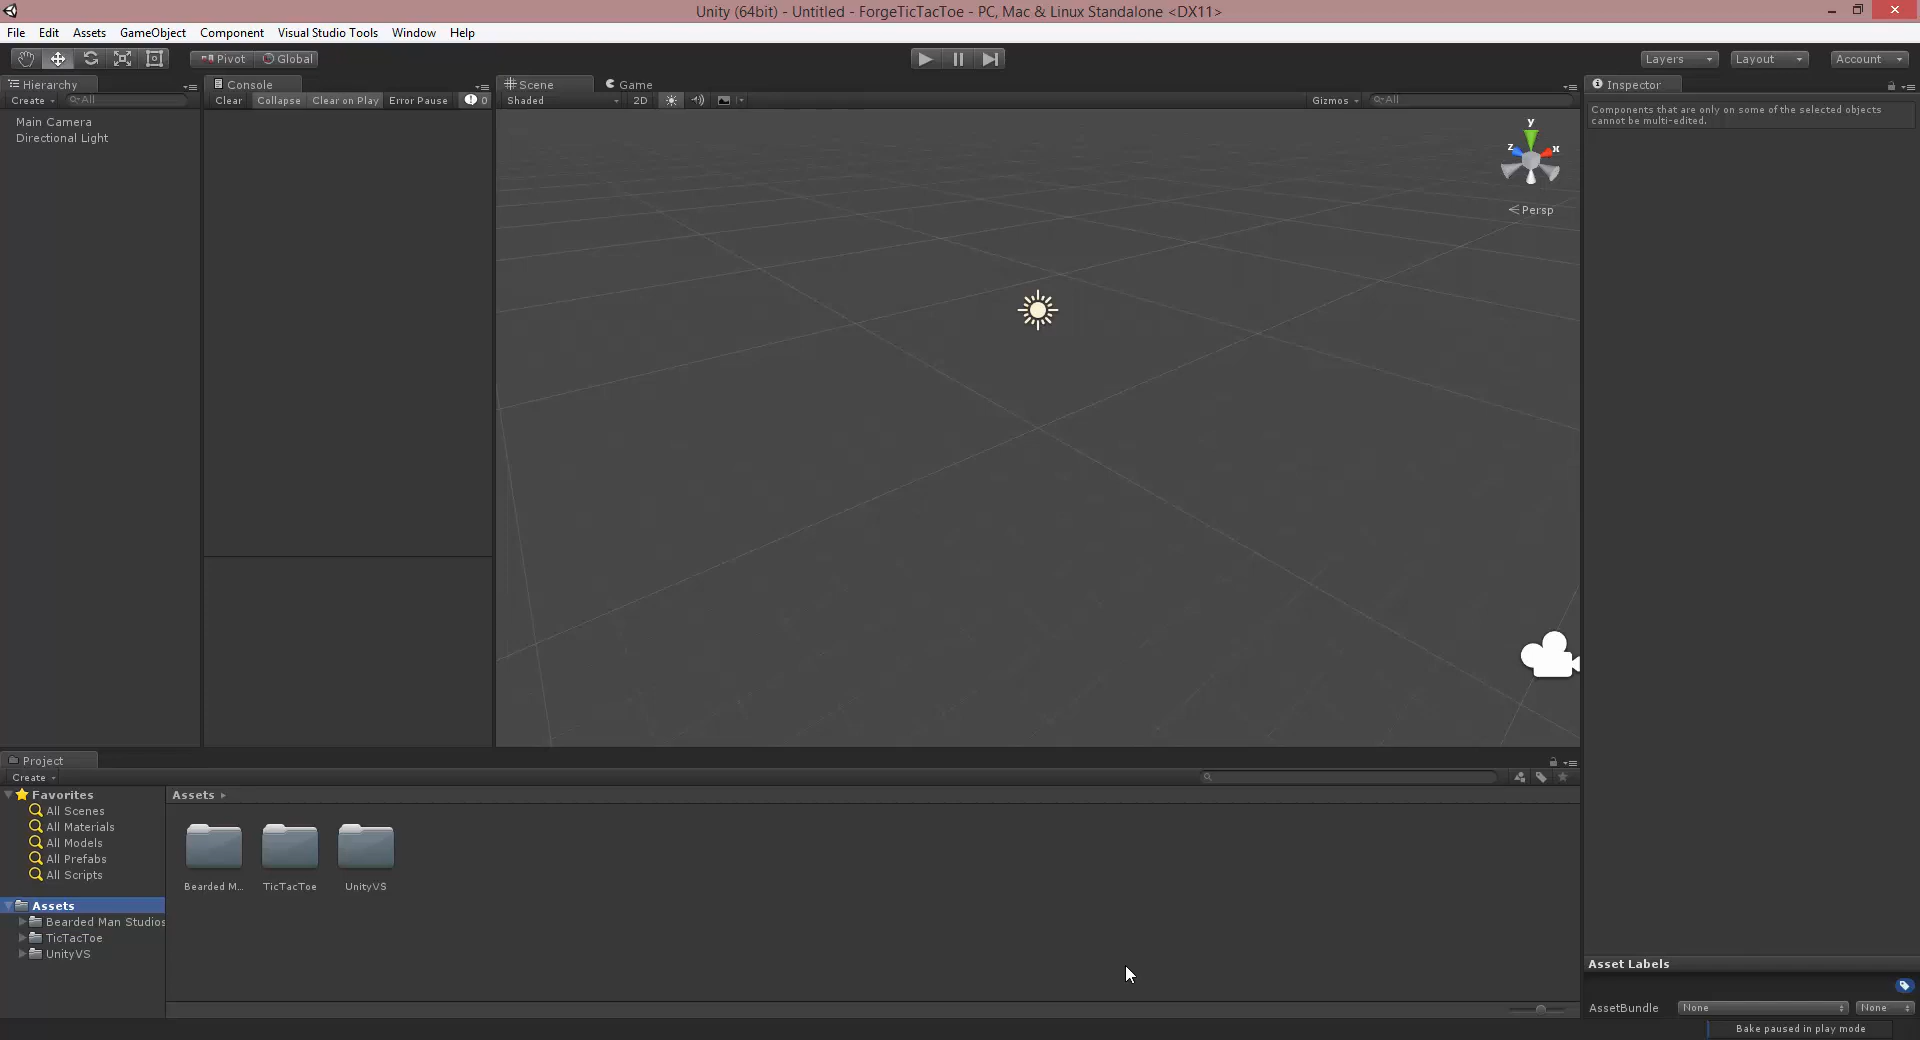 Unity (64bit) - Untitled - ForgeTicTacToe - PC, Mac & Linux Standalone <DX11>
File Edit Assets GameObject Component Visual Studio Tools Window Help
Pivot Global Layers Layout Account
Hierarchy Console Scene Game Inspector
Create All Clear Collapse Clear on Play Error Pause 0 Shaded 2D Gizmos All
Components that are only on some of the selected objects
cannot be multi-edited.
Main Camera
Directional Light
y
z x
Persp
Project
Create
Favorites
All Scenes
All Materials
All Models
All Prefabs
All Scripts
Assets
Bearded Man Studios
TicTacToe
UnityVS
Assets
Bearded M... TicTacToe UnityVS
Asset Labels
AssetBundle None None
Bake paused in play mode